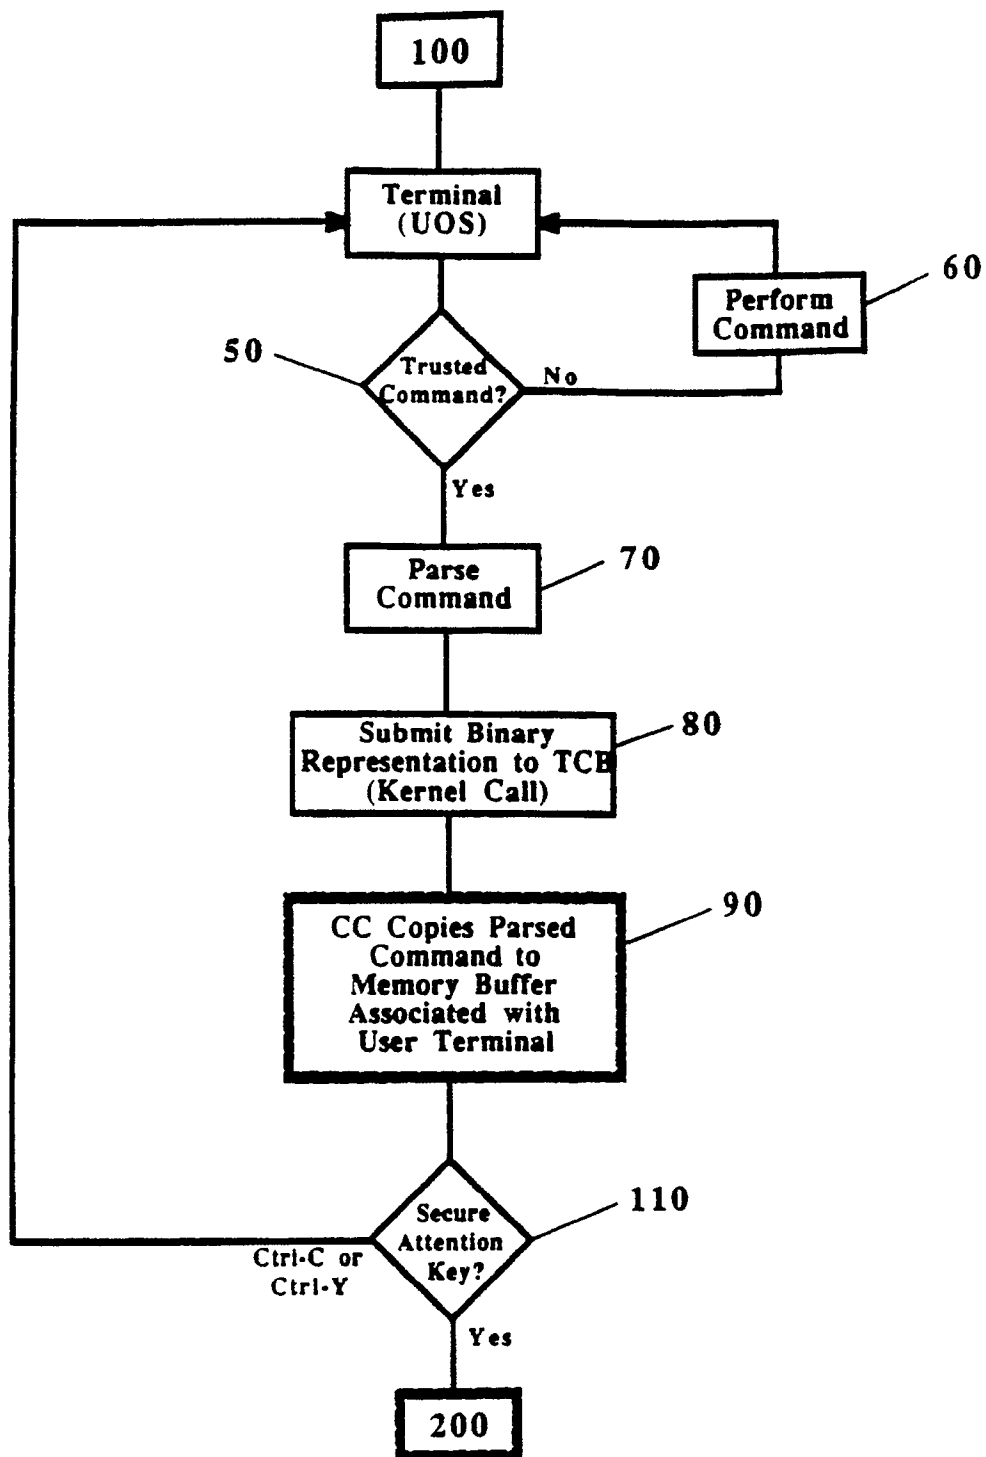 100
Terminal
(UOS)
60
Perform
Command
50
Trusted
Command?
No
Yes
70
Parse
Command
80
Submit Binary
Representation to TCB
(Kernel Call)
90
CC Copies Parsed
Command to
Memory Buffer
Associated with
User Terminal
110
Secure
Attention
Key?
Ctrl-C or
Ctrl-Y
Yes
200